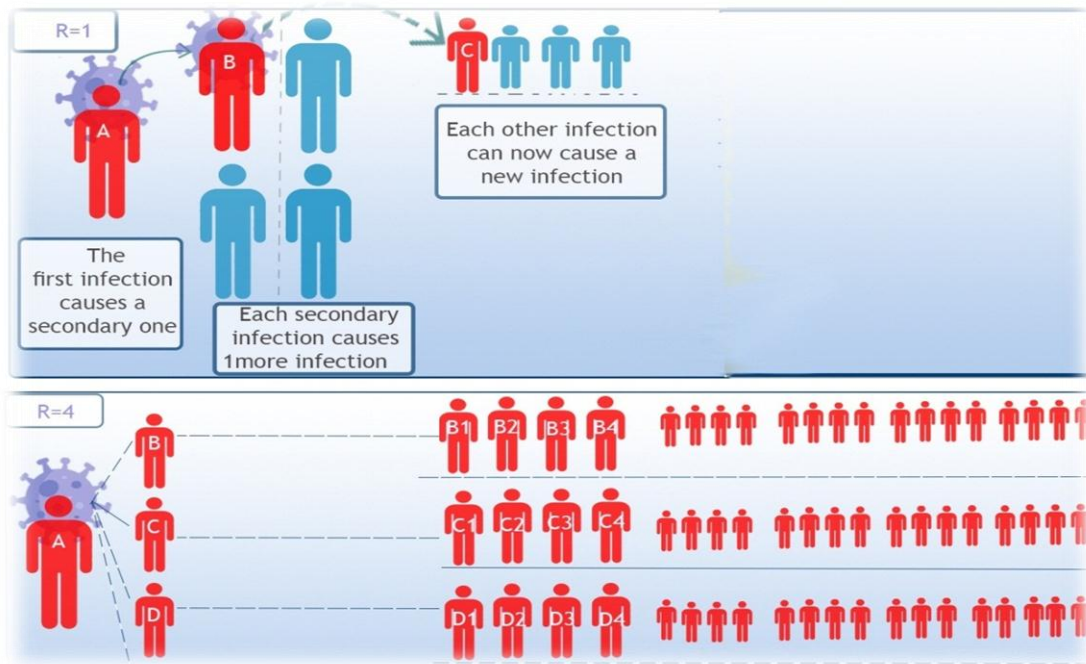 R=1
A
B
C
Each other infection
can now cause a
new infection
The
first infection
causes a
secondary one
Each secondary
infection causes
1more infection
R=4
A
B
B1 B2 B3 B4
C
C1 C2 C3 C4
D
D1 D2 D3 D4